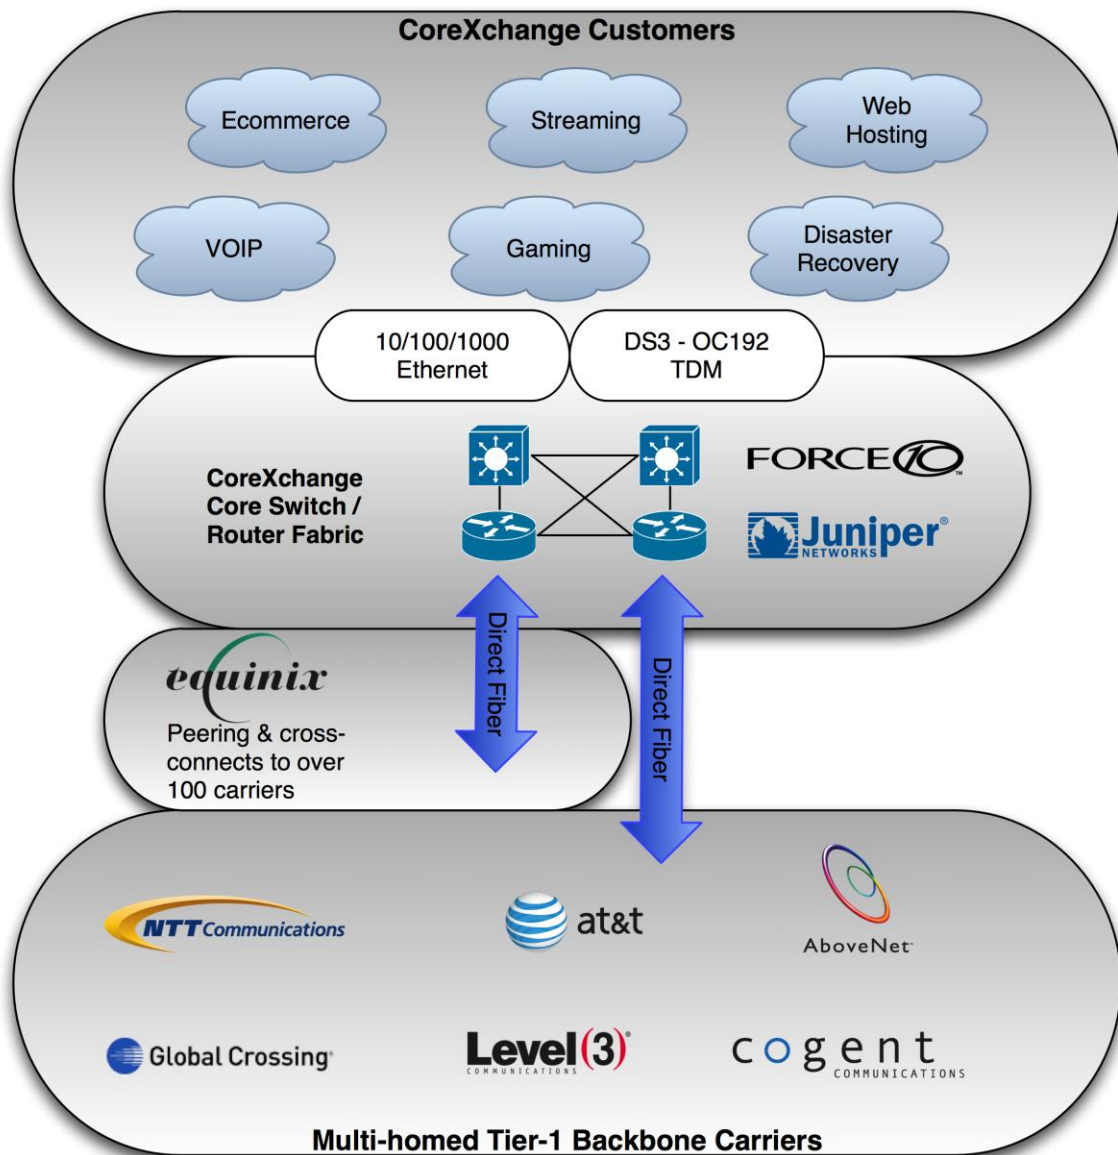 CoreXchange Customers
Ecommerce
Streaming
Web
Hosting
VOIP
Gaming
Disaster
Recovery
10/100/1000
Ethernet
DS3 - OC192
TDM
CoreXchange
Core Switch /
Router Fabric
FORCE10™
Juniper®
NETWORKS
Direct Fiber
Direct Fiber
equinix
Peering & cross-
connects to over
100 carriers
NTT Communications
at&t
AboveNet
Global Crossing
Level(3)®
COMMUNICATIONS
cogent
COMMUNICATIONS
Multi-homed Tier-1 Backbone Carriers